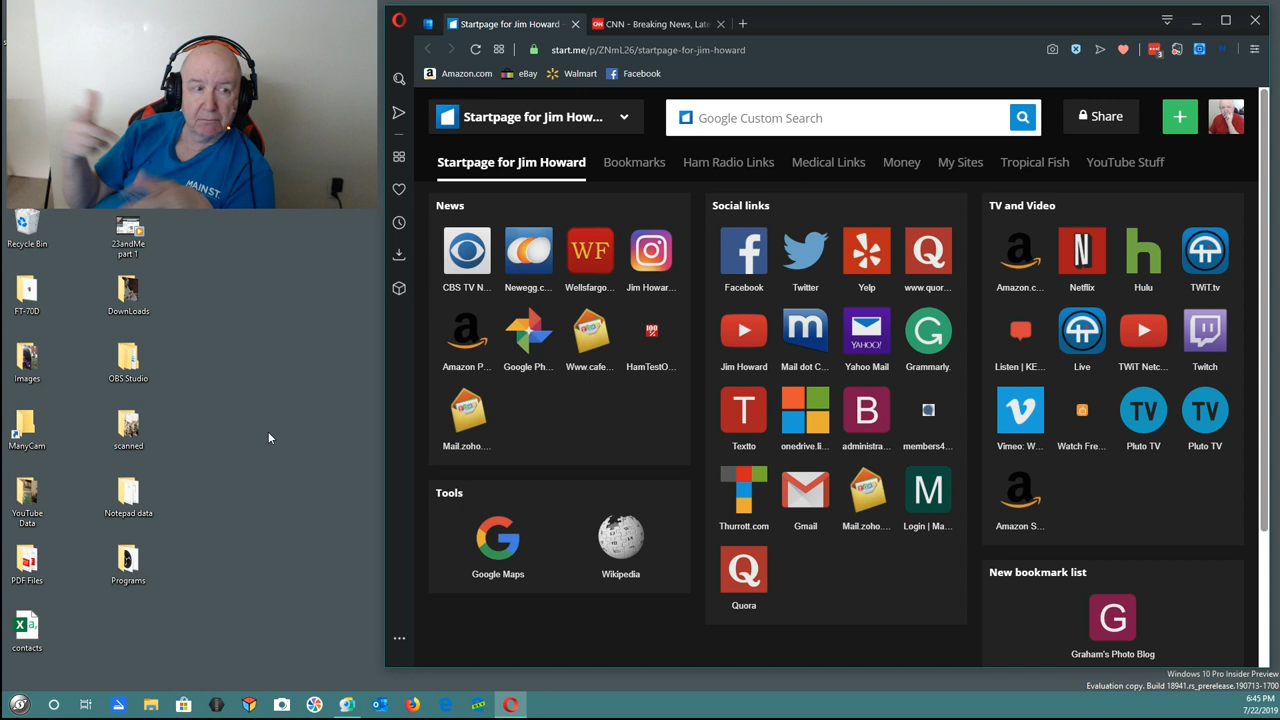 MAIN ST.
Recycle Bin
23andMe
part 1
FT-70D
DownLoads
Images
OBS Studio
ManyCam
scanned
YouTube
Data
Notepad data
PDF Files
Programs
contacts
Startpage for Jim Howard
CNN - Breaking News, Late
start.me/p/ZNmL26/startpage-for-jim-howard
3
Amazon.com
eBay
Walmart
Facebook
Startpage for Jim How...
Google Custom Search
Share
Startpage for Jim Howard
Bookmarks
Ham Radio Links
Medical Links
Money
My Sites
Tropical Fish
YouTube Stuff
News
CBS TV N...
Newegg.c...
WF
Wellsfargo...
Jim Howar...
Amazon P...
Google Ph...
Www.cafe...
100
HamTestO...
Mail.zoho....
Tools
Google Maps
Wikipedia
Social links
Facebook
Twitter
Yelp
www.quor...
Jim Howard
Mail dot C...
YAHOO!
Yahoo Mail
Grammarly.
T
Textto
onedrive.li...
B
administra...
members4...
Thurrott.com
Gmail
Mail.zoho....
M
Login | Ma...
Quora
TV and Video
Amazon.c...
Netflix
Hulu
TWiT.tv
Listen | KE...
Live
TWiT Netc...
Twitch
Vimeo: W...
Watch Fre...
TV
Pluto TV
TV
Pluto TV
Amazon S...
New bookmark list
G
Graham's Photo Blog
Windows 10 Pro Insider Preview
Evaluation copy. Build 18941.rs_prerelease.190713-1700
6:45 PM
7/22/2019